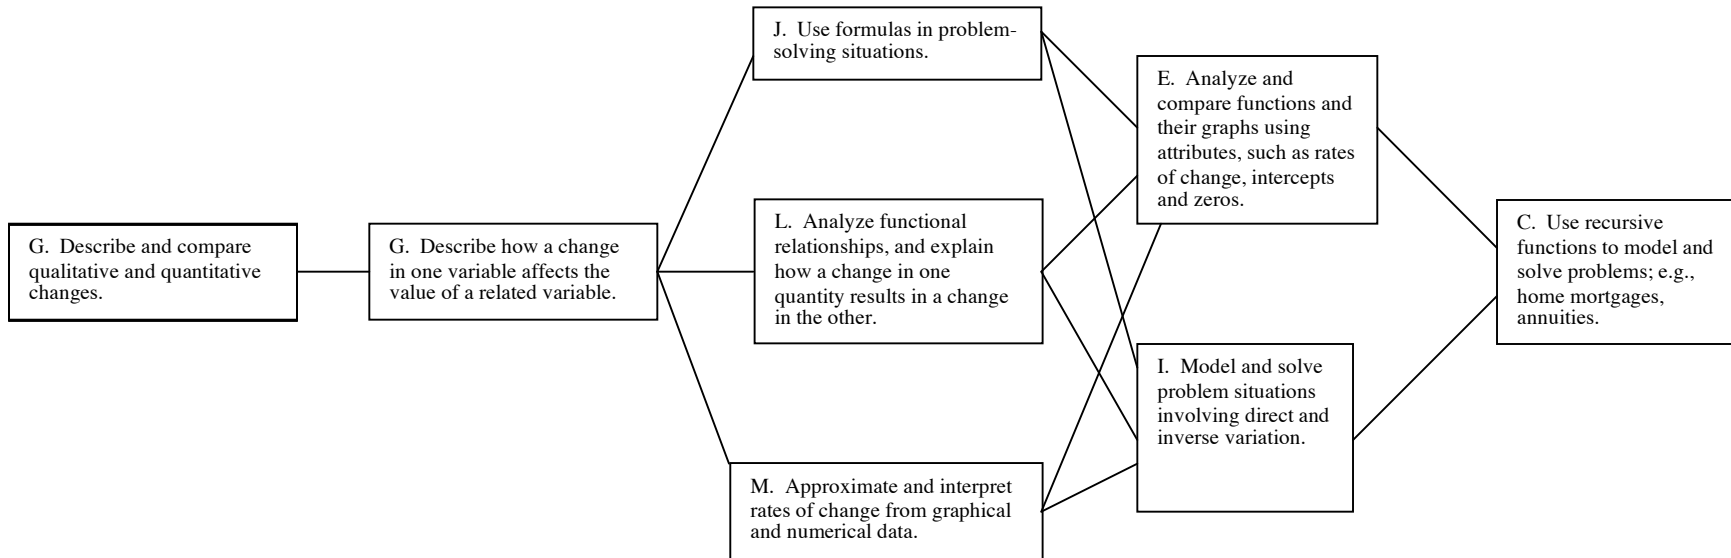 G.  Describe and compare
qualitative and quantitative
changes.
G.  Describe how a change
in one variable affects the
value of a related variable.
J.  Use formulas in problem-
solving situations.
L.  Analyze functional
relationships, and explain
how a change in one
quantity results in a change
in the other.
M.  Approximate and interpret
rates of change from graphical
and numerical data.
E.  Analyze and
compare functions and
their graphs using
attributes, such as rates
of change, intercepts
and zeros.
I.  Model and solve
problem situations
involving direct and
inverse variation.
C.  Use recursive
functions to model and
solve problems; e.g.,
home mortgages,
annuities.